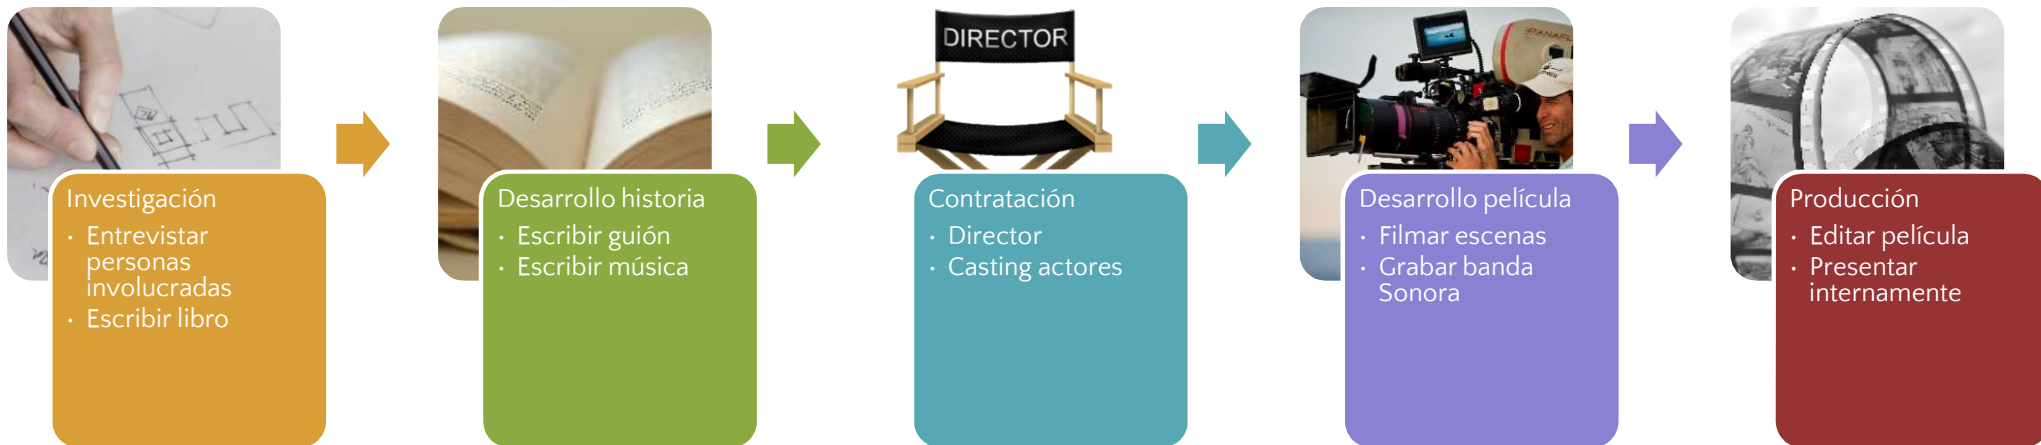 DIRECTOR
PANAFL
Investigación
· Entrevistar
personas
involucradas
· Escribir libro
Desarrollo historia
· Escribir guión
· Escribir música
Contratación
· Director
· Casting actores
Desarrollo película
· Filmar escenas
· Grabar banda
Sonora
Producción
· Editar película
· Presentar
internamente